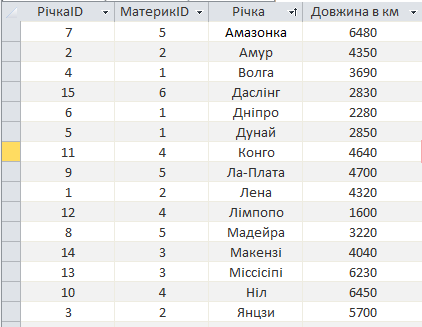 РічкаID МатерикID Річка Довжина в км
7 5 Амазонка 6480
2 2 Амур 4350
4 1 Волга 3690
15 6 Даслінг 2830
6 1 Дніпро 2280
5 1 Дунай 2850
11 4 Конго 4640
9 5 Ла-Плата 4700
1 2 Лена 4320
12 4 Лімпопо 1600
8 5 Мадейра 3220
14 3 Макензі 4040
13 3 Міссісіпі 6230
10 4 Ніл 6450
3 2 Янцзи 5700